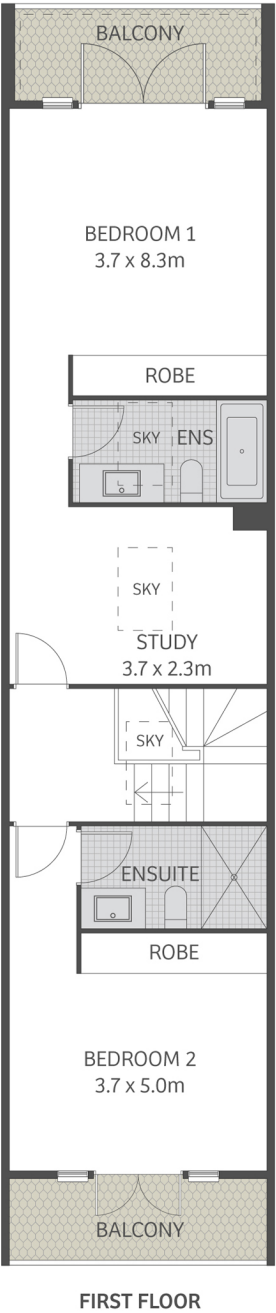 BALCONY
BEDROOM 1
3.7 x 8.3m
ROBE
SKY ENS
SKY
STUDY
3.7 x 2.3m
SKY
ENSUITE
ROBE
BEDROOM 2
3.7 x 5.0m
BALCONY
FIRST FLOOR